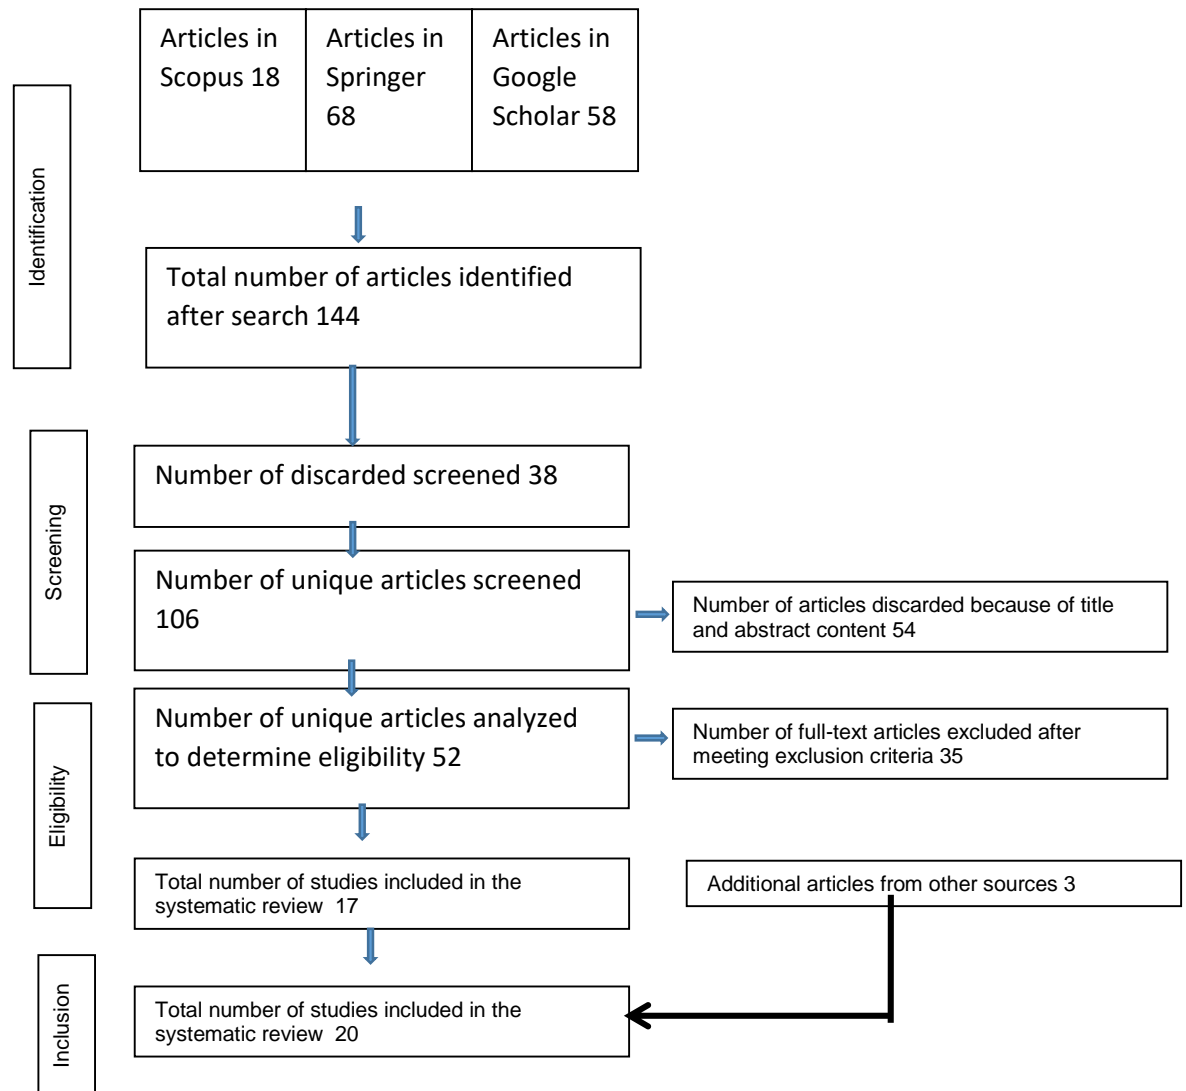 Articles in
Scopus 18
Articles in
Springer
68
Articles in
Google
Scholar 58
Identification
Total number of articles identified
after search 144
Screening
Number of discarded screened 38
Number of unique articles screened
106
Number of articles discarded because of title
and abstract content 54
Eligibility
Number of unique articles analyzed
to determine eligibility 52
Number of full-text articles excluded after
meeting exclusion criteria 35
Total number of studies included in the
systematic review 17
Additional articles from other sources 3
Inclusion
Total number of studies included in the
systematic review 20